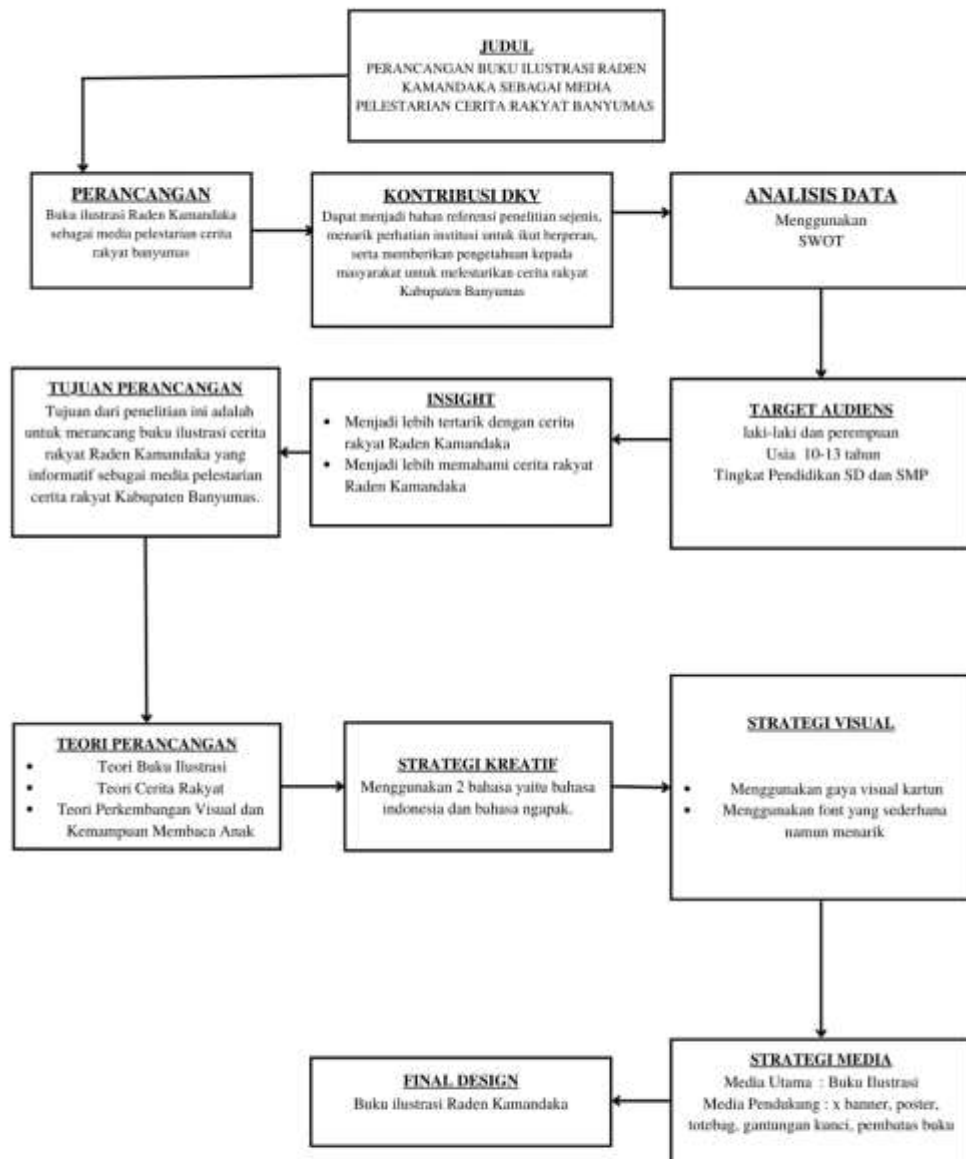 JUDUL
PERANCANGAN BUKU ILUSTRASI RADEN
KAMANDAKA SEBAGAI MEDIA
PELESTARIAN CERITA RAKYAT BANYUMAS
PERANCANGAN
Buku ilustrasi Raden Kamandaka
sebagai media pelestarian cerita
rakyat banyumas
KONTRIBUSI DKV
Dapat menjadi bahan referensi penelitian sejenis,
menarik perhatian institusi untuk ikut berperan,
serta memberikan pengetahuan kepada
masyarakat untuk melestarikan cerita rakyat
Kabupaten Banyumas
ANALISIS DATA
Menggunakan
SWOT
TUJUAN PERANCANGAN
Tujuan dari penelitian ini adalah
untuk merancang buku ilustrasi cerita
rakyat Raden Kamandaka yang
informatif sebagai media pelestarian
cerita rakyat Kabupaten Banyumas.
INSIGHT
• Menjadi lebih tertarik dengan cerita
rakyat Raden Kamandaka
• Menjadi lebih memahami cerita rakyat
Raden Kamandaka
TARGET AUDIENS
laki-laki dan perempuan
Usia 10-13 tahun
Tingkat Pendidikan SD dan SMP
TEORI PERANCANGAN
• Teori Buku Ilustrasi
• Teori Cerita Rakyat
• Teori Perkembangan Visual dan
Kemampuan Membaca Anak
STRATEGI KREATIF
Menggunakan 2 bahasa yaitu bahasa
indonesia dan bahasa ngapak.
STRATEGI VISUAL
• Menggunakan gaya visual kartun
• Menggunakan font yang sederhana
namun menarik
FINAL DESIGN
Buku ilustrasi Raden Kamandaka
STRATEGI MEDIA
Media Utama : Buku Ilustrasi
Media Pendukung : x banner, poster,
totebag, gantungan kunci, pembatas buku